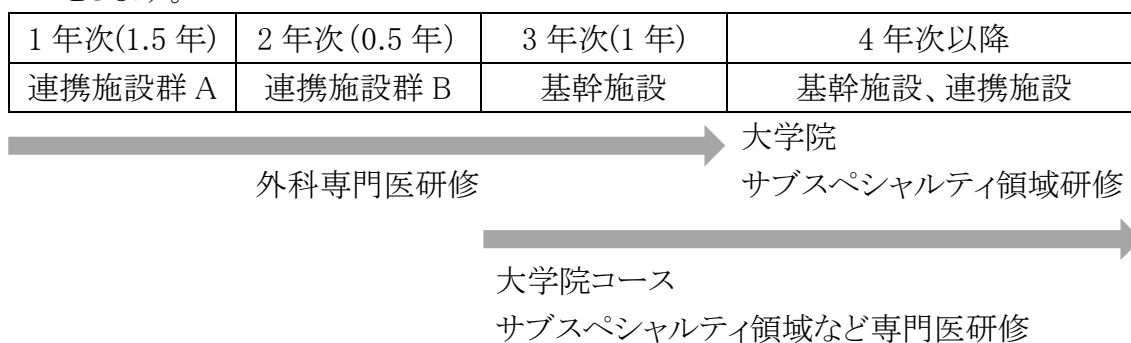 1 年次(1.5 年) 2 年次(0.5 年) 3 年次(1 年) 4 年次以降
連携施設群 A 連携施設群 B 基幹施設 基幹施設、連携施設
大学院
外科専門医研修 サブスペシャルティ領域研修
大学院コース
サブスペシャルティ領域など専門医研修